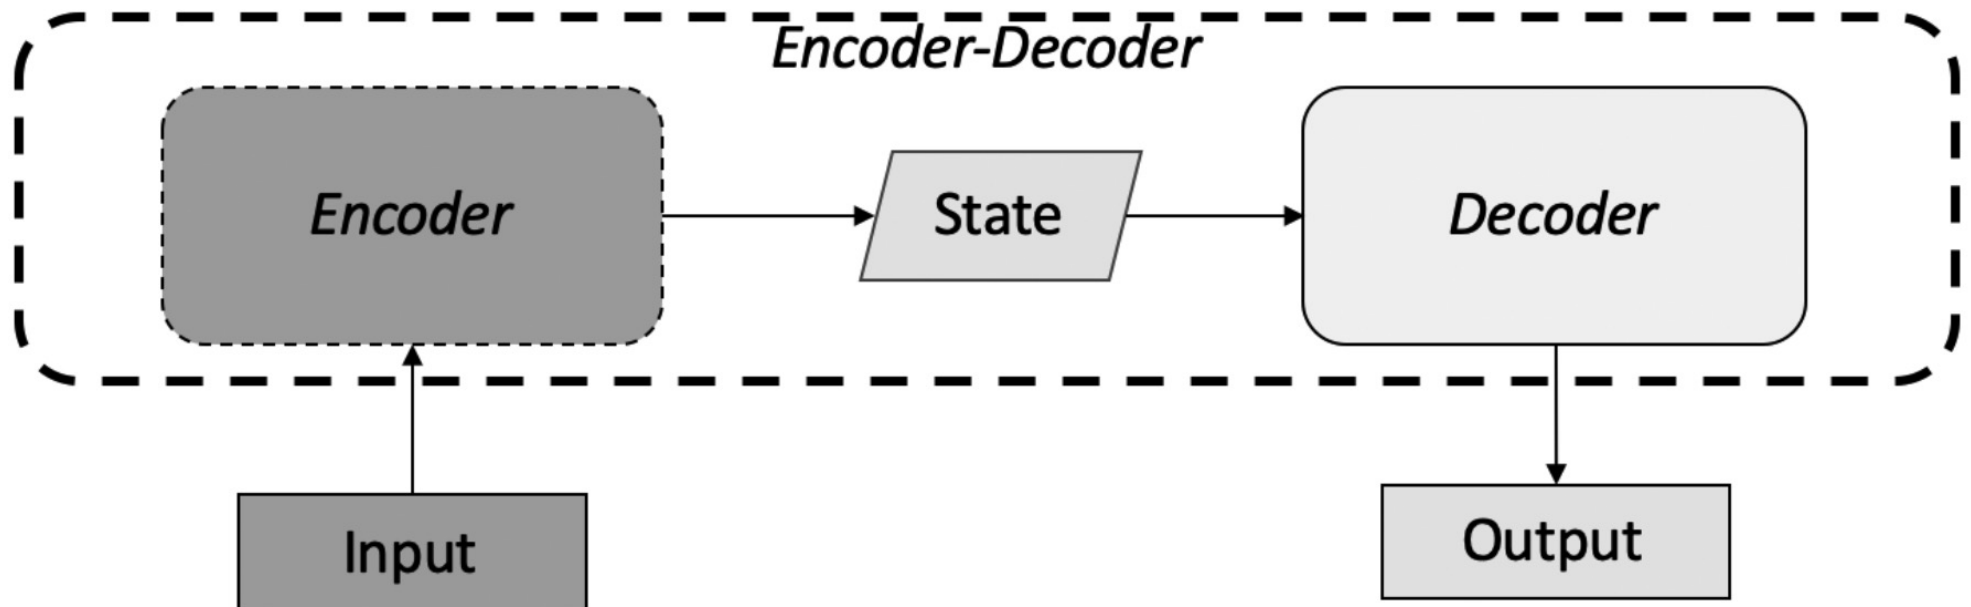 Encoder-Decoder
Encoder
State
Decoder
Input
Output